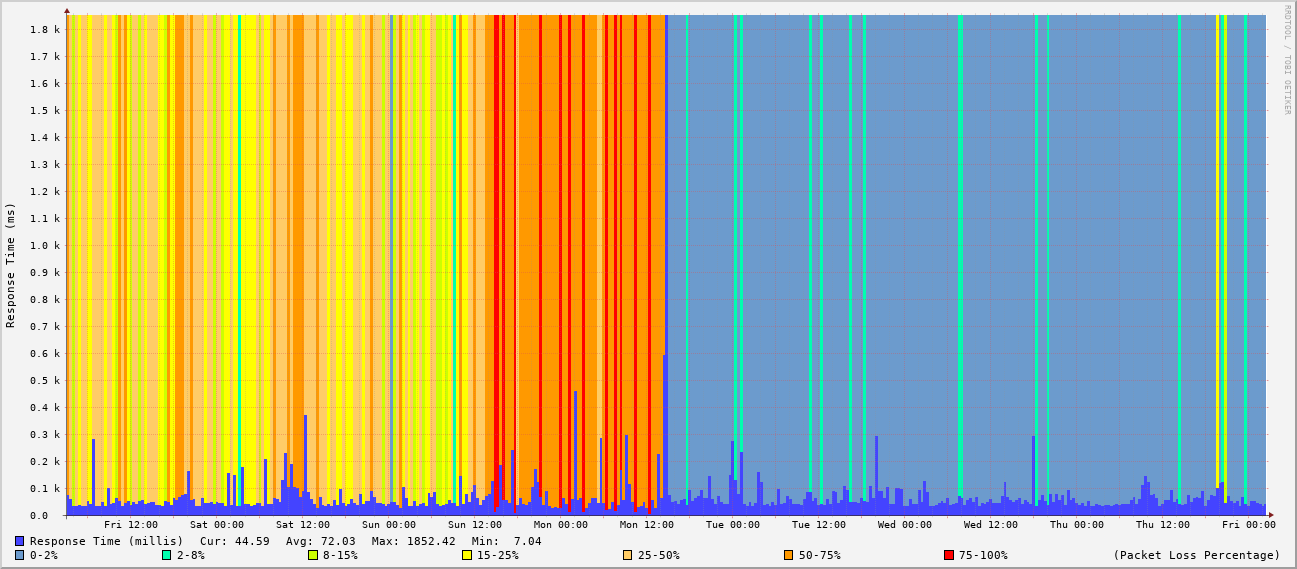 RRDTOOL / TOBI OETIKER
Response Time (ms)
1.8 k
1.7 k
1.6 k
1.5 k
1.4 k
1.3 k
1.2 k
1.1 k
1.0 k
0.9 k
0.8 k
0.7 k
0.6 k
0.5 k
0.4 k
0.3 k
0.2 k
0.1 k
0.0
Fri 12:00 Sat 00:00 Sat 12:00 Sun 00:00 Sun 12:00 Mon 00:00 Mon 12:00 Tue 00:00 Tue 12:00 Wed 00:00 Wed 12:00 Thu 00:00 Thu 12:00 Fri 00:00
Response Time (millis) Cur: 44.59 Avg: 72.03 Max: 1852.42 Min: 7.04
0-2% 2-8% 8-15% 15-25% 25-50% 50-75% 75-100% (Packet Loss Percentage)